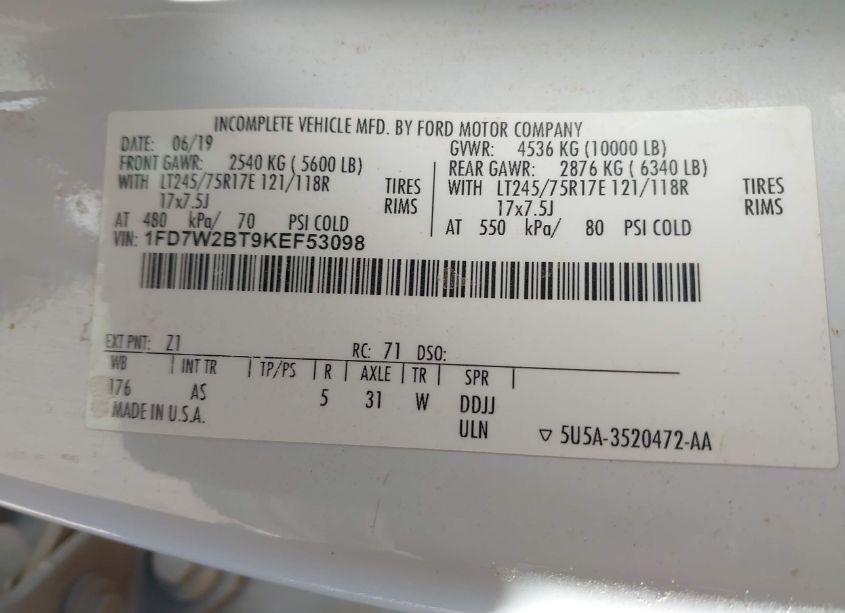 INCOMPLETE VEHICLE MFD. BY FORD MOTOR COMPANY
DATE: 06/19 GVWR: 4536 KG (10000 LB)
FRONT GAWR: 2540 KG ( 5600 LB) REAR GAWR: 2876 KG ( 6340 LB)
WITH LT245/75R17E 121/118R TIRES WITH LT245/75R17E 121/118R TIRES
17x7.5J RIMS 17x7.5J RIMS
AT 480 kPa/ 70 PSI COLD AT 550 kPa/ 80 PSI COLD
VIN: 1FD7W2BT9KEF53098
EXT PNT: Z1 RC: 71 DSO:
WB INT TR TP/PS R AXLE TR SPR
176 AS 5 31 W DDJJ
MADE IN U.S.A. ULN ▽ 5U5A-3520472-AA